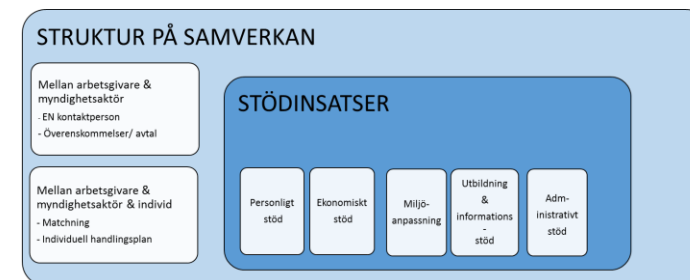 STRUKTUR PÅ SAMVERKAN
Mellan arbetsgivare &
myndighetsaktör
- EN kontaktperson
- Överenskommelser/ avtal
Mellan arbetsgivare &
myndighetsaktör & individ
- Matchning
- Individuell handlingsplan
STÖDINSATSER
Personligt
stöd
Ekonomiskt
stöd
Miljö-
anpassning
Utbildning
&
informations
-
stöd
Adm-
inistrativt
stöd